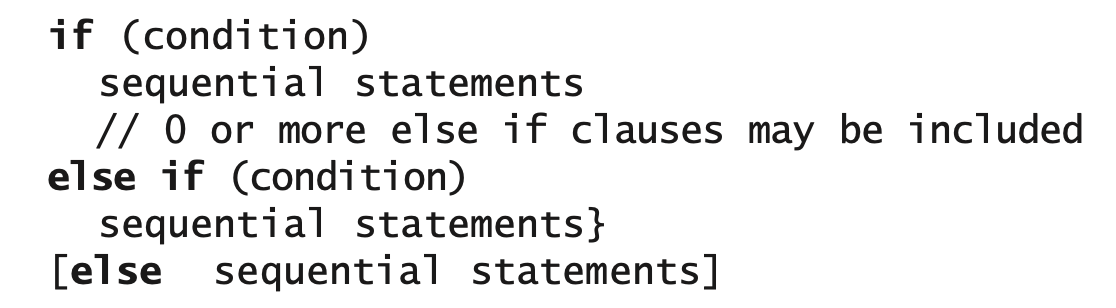 if (condition)
sequential statements
// 0 or more else if clauses may be included
else if (condition)
sequential statements}
[else sequential statements]